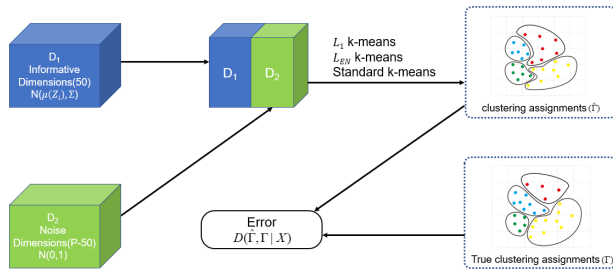 D₁
Informative
Dimensions(50)
N(μ(Zᵢ),Σ)
D₁
D₂
L₁ k-means
L_EN k-means
Standard k-means
clustering assignments(Γ̂)
D₂
Noise
Dimensions(P-50)
N(0,1)
Error
D(Γ̂,Γ | X)
True clustering assignments(Γ)